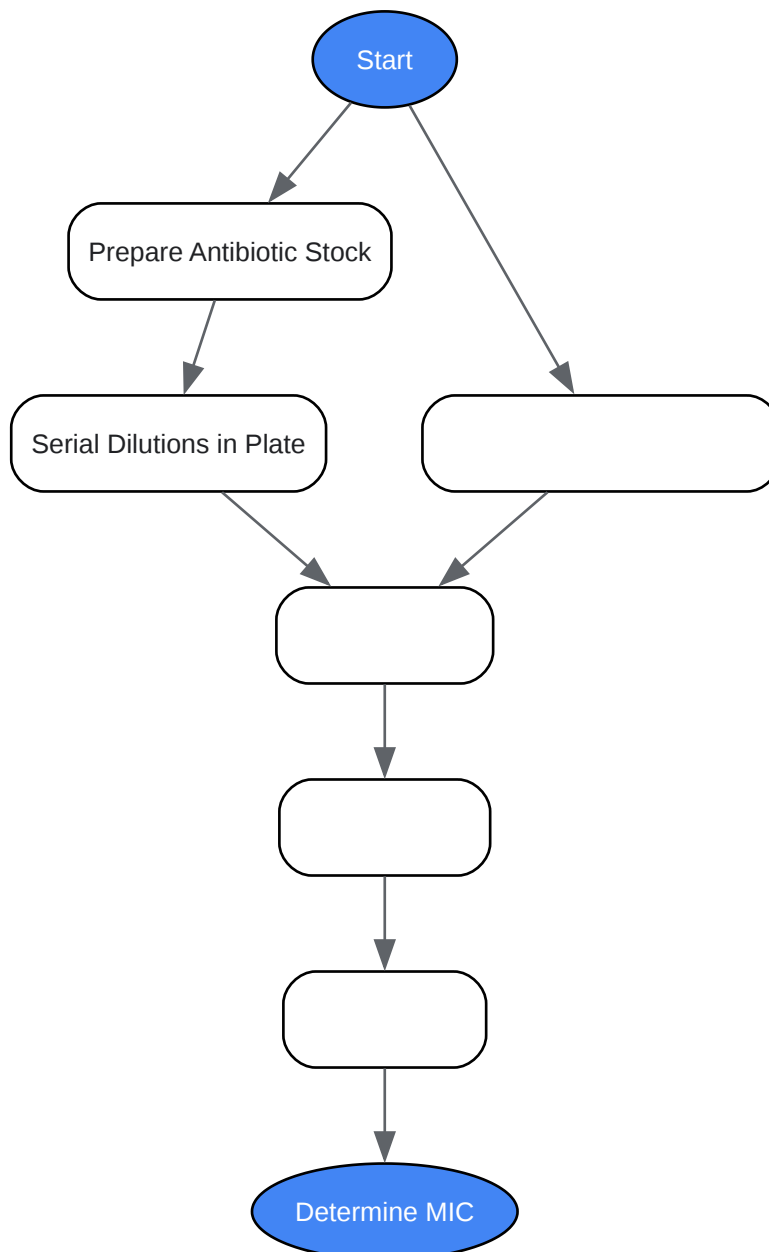 Start
Prepare Antibiotic Stock
Serial Dilutions in Plate
Determine MIC